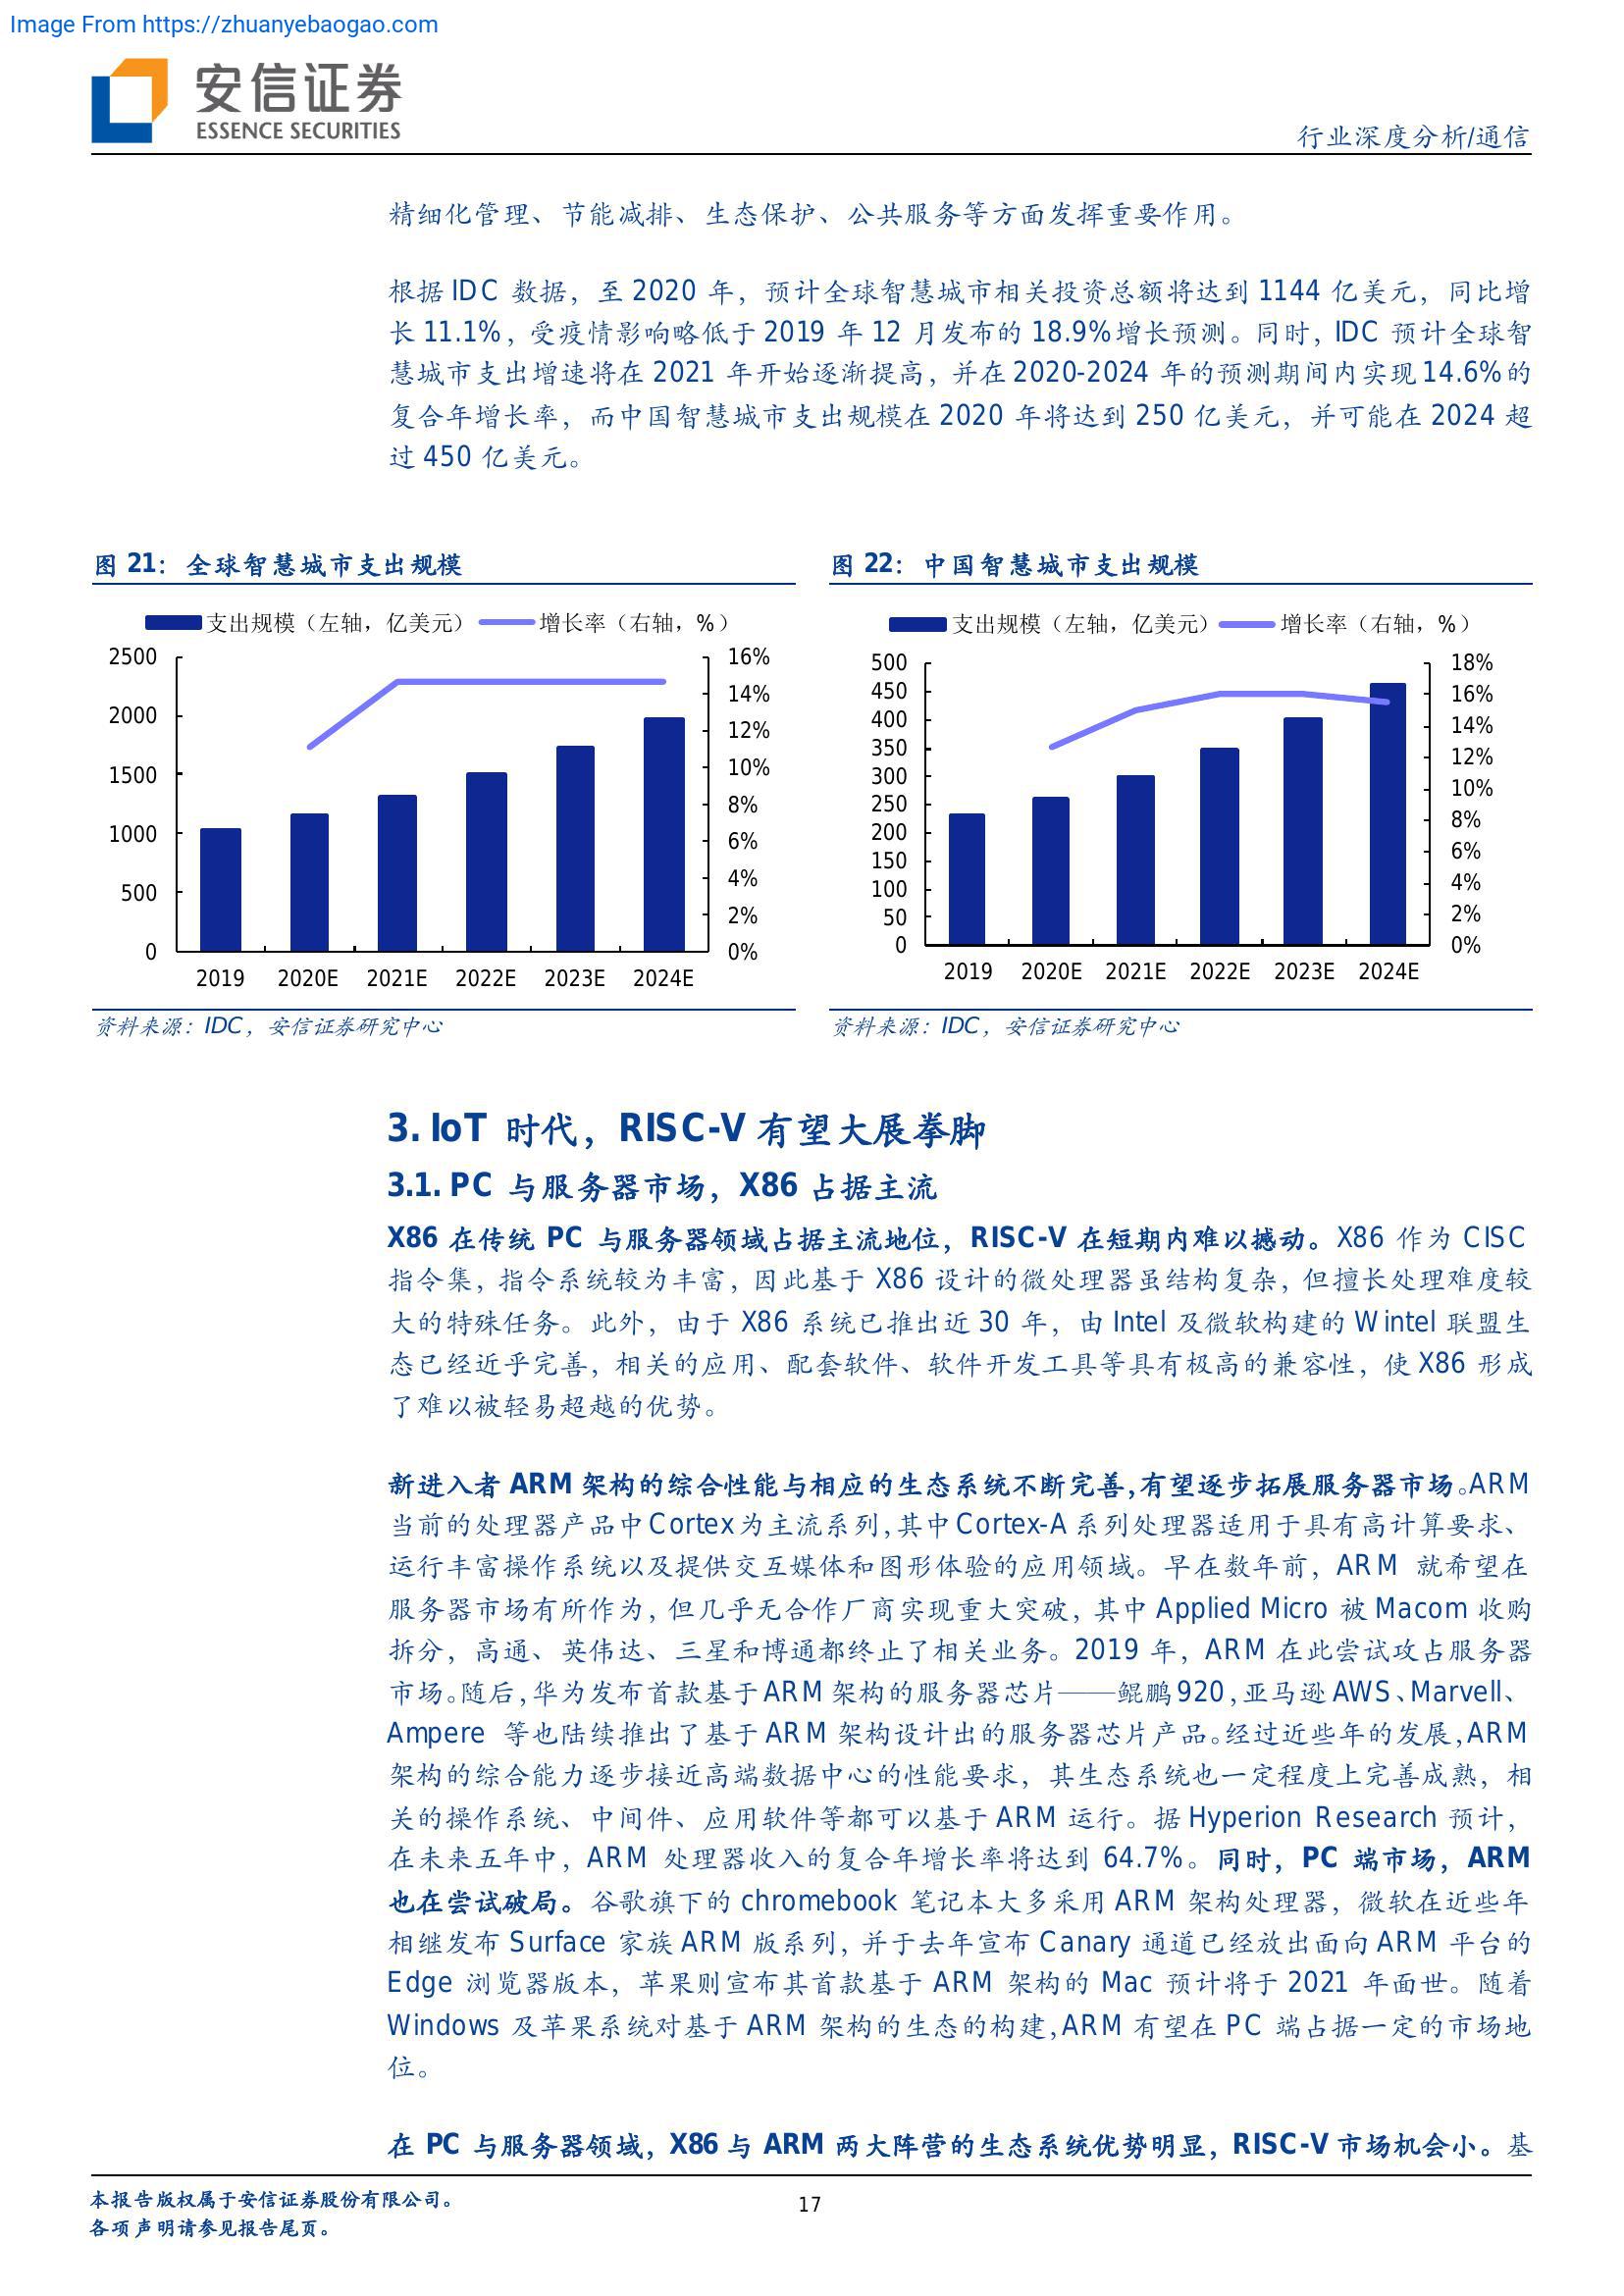 Image From https://zhuanyebaogao.com
安信证券
ESSENCE SECURITIES
行业深度分析/通信
精细化管理、节能减排、生态保护、公共服务等方面发挥重要作用。
根据 IDC 数据，至 2020 年，预计全球智慧城市相关投资总额将达到 1144 亿美元，同比增
长 11.1%，受疫情影响略低于 2019 年 12 月发布的 18.9%增长预测。同时，IDC 预计全球智
慧城市支出增速将在 2021 年开始逐渐提高，并在 2020-2024 年的预测期间内实现 14.6%的
复合年增长率，而中国智慧城市支出规模在 2020 年将达到 250 亿美元，并可能在 2024 超
过 450 亿美元。
图 21：全球智慧城市支出规模
支出规模（左轴，亿美元） 增长率（右轴，%）
2500
2000
1500
1000
500
0
16%
14%
12%
10%
8%
6%
4%
2%
0%
2019 2020E 2021E 2022E 2023E 2024E
资料来源：IDC，安信证券研究中心
图 22：中国智慧城市支出规模
支出规模（左轴，亿美元） 增长率（右轴，%）
500
450
400
350
300
250
200
150
100
50
0
18%
16%
14%
12%
10%
8%
6%
4%
2%
0%
2019 2020E 2021E 2022E 2023E 2024E
资料来源：IDC，安信证券研究中心
3. IoT 时代，RISC-V 有望大展拳脚
3.1. PC 与服务器市场，X86 占据主流
X86 在传统 PC 与服务器领域占据主流地位，RISC-V 在短期内难以撼动。X86 作为 CISC
指令集，指令系统较为丰富，因此基于 X86 设计的微处理器虽结构复杂，但擅长处理难度较
大的特殊任务。此外，由于 X86 系统已推出近 30 年，由 Intel 及微软构建的 Wintel 联盟生
态已经近乎完善，相关的应用、配套软件、软件开发工具等具有极高的兼容性，使 X86 形成
了难以被轻易超越的优势。
新进入者 ARM 架构的综合性能与相应的生态系统不断完善，有望逐步拓展服务器市场。ARM
当前的处理器产品中 Cortex 为主流系列，其中 Cortex-A 系列处理器适用于具有高计算要求、
运行丰富操作系统以及提供交互媒体和图形体验的应用领域。早在数年前，ARM 就希望在
服务器市场有所作为，但几乎无合作厂商实现重大突破，其中 Applied Micro 被 Macom 收购
拆分，高通、英伟达、三星和博通都终止了相关业务。2019 年，ARM 在此尝试攻占服务器
市场。随后，华为发布首款基于 ARM 架构的服务器芯片——鲲鹏 920，亚马逊 AWS、Marvell、
Ampere 等也陆续推出了基于 ARM 架构设计出的服务器芯片产品。经过近些年的发展，ARM
架构的综合能力逐步接近高端数据中心的性能要求，其生态系统也一定程度上完善成熟，相
关的操作系统、中间件、应用软件等都可以基于 ARM 运行。据 Hyperion Research 预计，
在未来五年中，ARM 处理器收入的复合年增长率将达到 64.7%。同时，PC 端市场，ARM
也在尝试破局。谷歌旗下的 chromebook 笔记本大多采用 ARM 架构处理器，微软在近些年
相继发布 Surface 家族 ARM 版系列，并于去年宣布 Canary 通道已经放出面向 ARM 平台的
Edge 浏览器版本，苹果则宣布其首款基于 ARM 架构的 Mac 预计将于 2021 年面世。随着
Windows 及苹果系统对基于 ARM 架构的生态的构建，ARM 有望在 PC 端占据一定的市场地
位。
在 PC 与服务器领域，X86 与 ARM 两大阵营的生态系统优势明显，RISC-V 市场机会小。基
本报告版权属于安信证券股份有限公司。
各项声明请参见报告尾页。
17